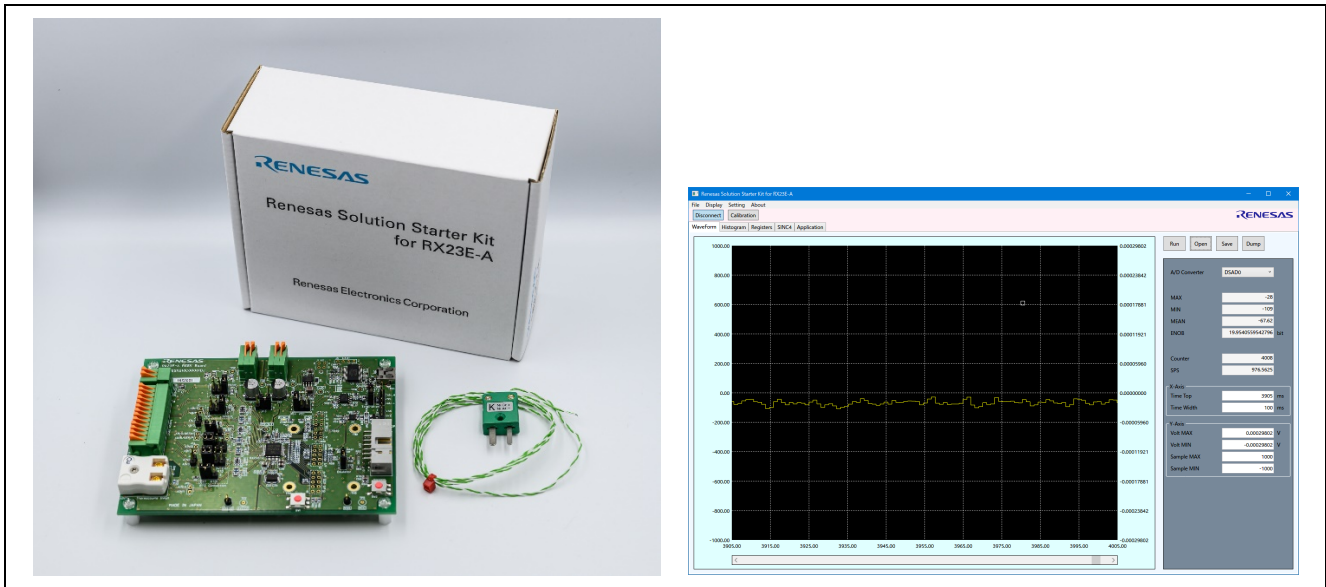 RENESAS
Renesas Solution Starter Kit
for RX23E-A
Renesas Electronics Corporation
RENESAS
K
MADE IN JAPAN
Renesas Solution Starter Kit for RX23E-A
File Display Setting About
Disconnect Calibration
RENESAS
Waveform Histogram Registers SINC4 Application
Run Open Save Dump
1000.00 0.00029802
800.00 0.00023842
600.00 0.00017881
400.00 0.00011921
200.00 0.00005960
0.00 0.00000000
-200.00 -0.00005960
-400.00 -0.00011921
-600.00 -0.00017881
-800.00 -0.00023842
-1000.00 -0.00029802
3905.00 3915.00 3925.00 3935.00 3945.00 3955.00 3965.00 3975.00 3985.00 3995.00 4005.00
A/D Converter DSAD0
MAX -28
MIN -109
MEAN -67.62
ENOB 19.9540559542796 bit
Counter 4008
SPS 976.5625
X-Axis
Time Top 3905 ms
Time Width 100 ms
Y-Axis
Volt MAX 0.00029802 V
Volt MIN -0.00029802 V
Sample MAX 1000
Sample MIN -1000